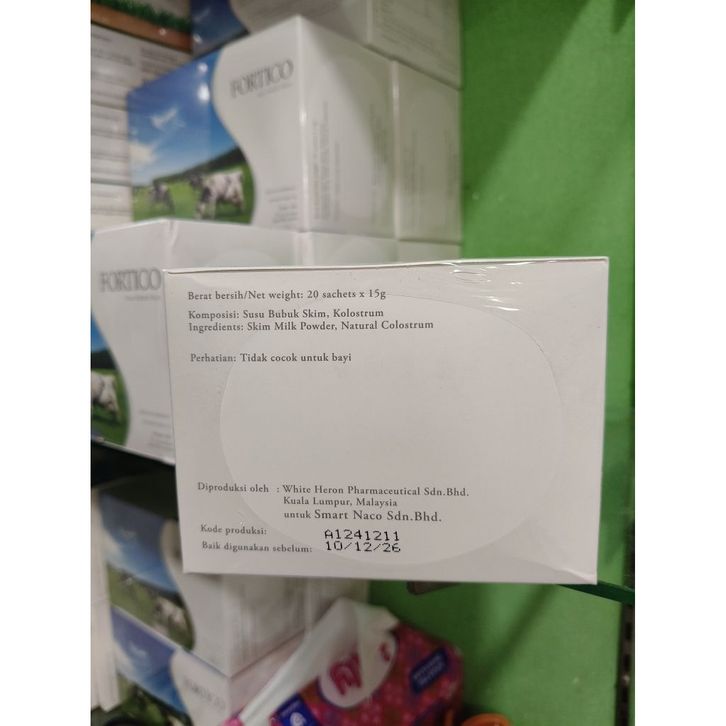 FORTICO
FORTICO
Berat bersih/Net weight: 20 sachets x 15g
Komposisi: Susu Bubuk Skim, Kolostrum
Ingredients: Skim Milk Powder, Natural Colostrum
Perhatian: Tidak cocok untuk bayi
Diproduksi oleh : White Heron Pharmaceutical Sdn.Bhd.
Kuala Lumpur, Malaysia
untuk Smart Naco Sdn.Bhd.
Kode produksi: A1241211
Baik digunakan sebelum: 10/12/26
FORTICO